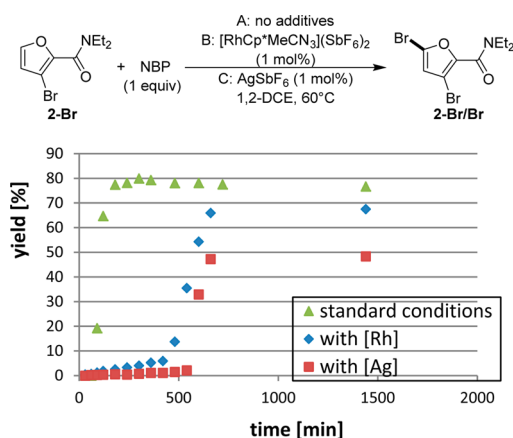 A: no additives
B: [RhCp*MeCN3](SbF6)2
(1 mol%)
C: AgSbF6 (1 mol%)
1,2-DCE, 60°C
O
NEt2
O
Br
2-Br
+
NBP
(1 equiv)
Br
O
NEt2
O
Br
2-Br/Br
yield [%]
90
80
70
60
50
40
30
20
10
0
0
500
1000
1500
2000
time [min]
standard conditions
with [Rh]
with [Ag]